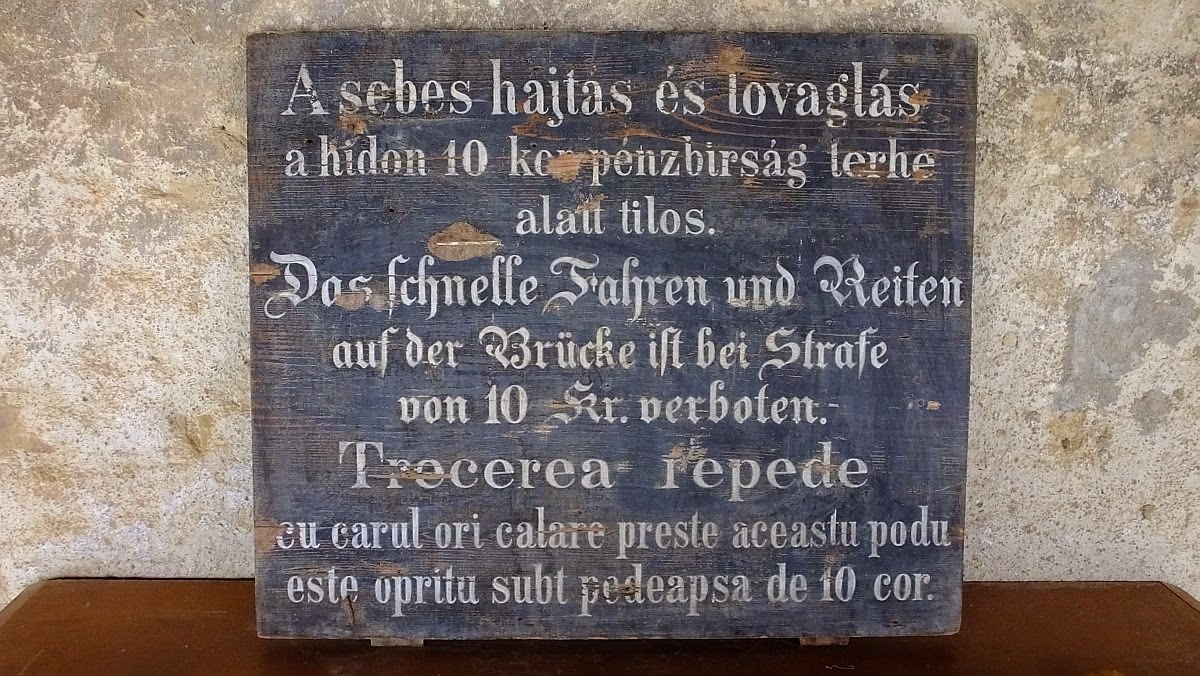 A sebes hajtás és lovaglás
a hidon 10 kor pénzbirság terhe
alatt tilos.
Das schnelle Fahren und Reiten
auf der Brücke ist bei Strafe
von 10 Kr. verboten.
Trecerea repede
cu carul ori calare preste aceastu podu
este opritu subt pedeapsa de 10 cor.